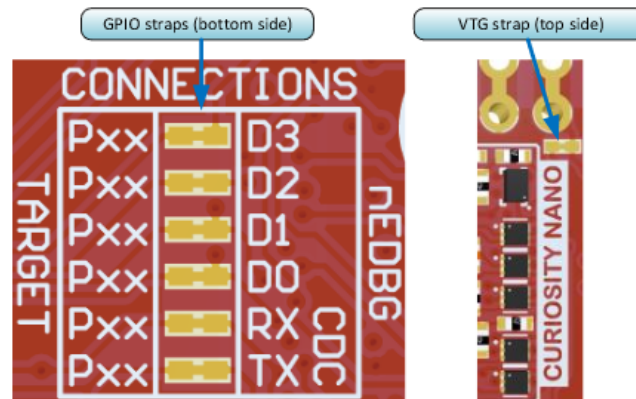 GPIO straps (bottom side)
VTG strap (top side)
CONNECTIONS
Pxx D3
Pxx D2
Pxx D1
Pxx D0
Pxx RX
Pxx TX
TARGET
nEDBG
CDC
CURIOSITY NANO